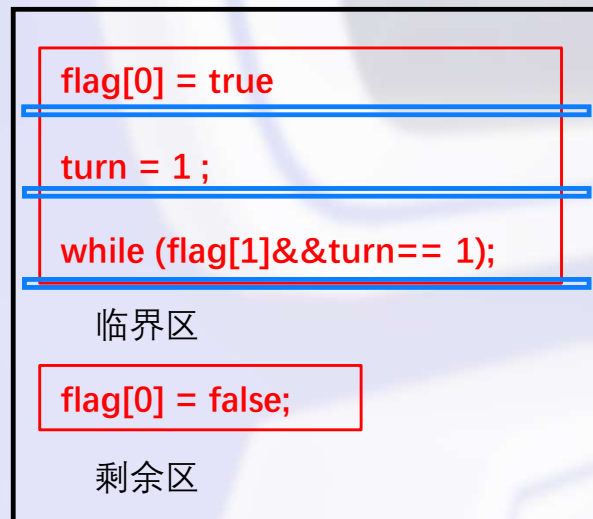 flag[0] = true
turn = 1 ;
while (flag[1]&&turn== 1);
临界区
flag[0] = false;
剩余区